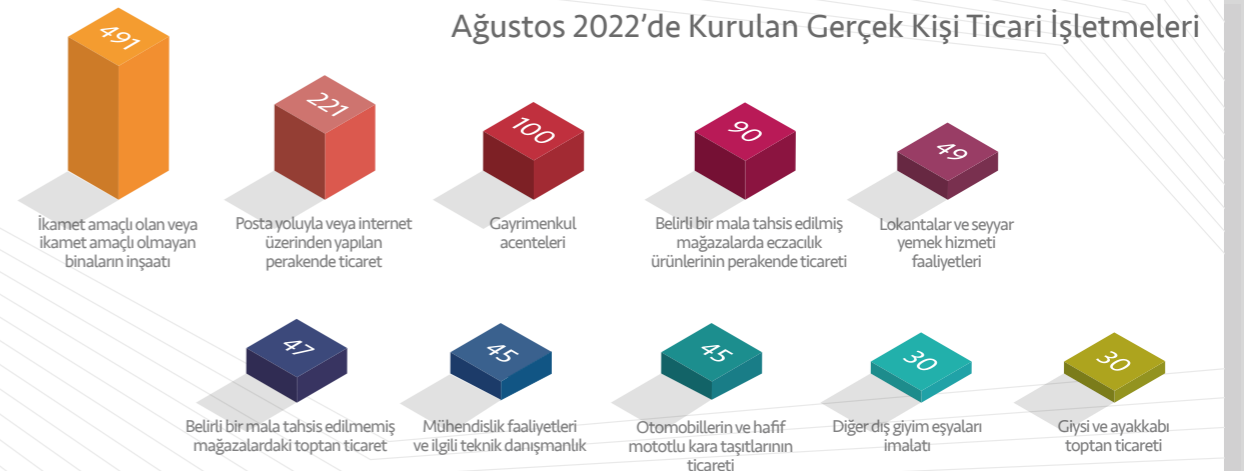 Ağustos 2022’de Kurulan Gerçek Kişi Ticari İşletmeleri
491
İkamet amaçlı olan veya
ikamet amaçlı olmayan
binaların inşaatı
221
Posta yoluyla veya internet
üzerinden yapılan
perakende ticaret
100
Gayrimenkul
acenteleri
90
Belirli bir mala tahsis edilmiş
mağazalarda eczacılık
ürünlerinin perakende ticareti
49
Lokantalar ve seyyar
yemek hizmeti
faaliyetleri
47
Belirli bir mala tahsis edilmemiş
mağazalardaki toptan ticaret
45
Mühendislik faaliyetleri
ve ilgili teknik danışmanlık
45
Otomobillerin ve hafif
mototlu kara taşıtlarının
ticareti
30
Diğer dış giyim eşyaları
imalatı
30
Giysi ve ayakkabı
toptan ticareti